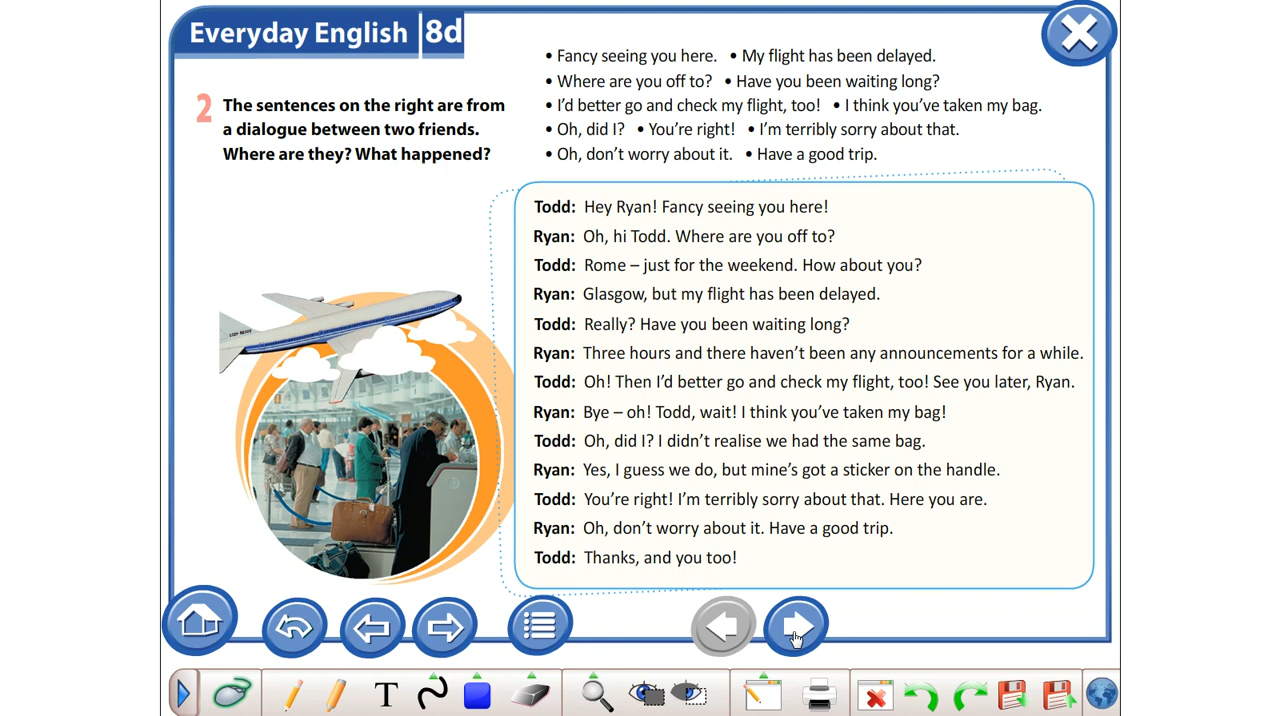 Everyday English 8d
2 The sentences on the right are from
a dialogue between two friends.
Where are they? What happened?
• Fancy seeing you here. • My flight has been delayed.
• Where are you off to? • Have you been waiting long?
• I'd better go and check my flight, too! • I think you've taken my bag.
• Oh, did I? • You're right! • I'm terribly sorry about that.
• Oh, don't worry about it. • Have a good trip.
Todd: Hey Ryan! Fancy seeing you here!
Ryan: Oh, hi Todd. Where are you off to?
Todd: Rome – just for the weekend. How about you?
Ryan: Glasgow, but my flight has been delayed.
Todd: Really? Have you been waiting long?
Ryan: Three hours and there haven't been any announcements for a while.
Todd: Oh! Then I'd better go and check my flight, too! See you later, Ryan.
Ryan: Bye – oh! Todd, wait! I think you've taken my bag!
Todd: Oh, did I? I didn't realise we had the same bag.
Ryan: Yes, I guess we do, but mine's got a sticker on the handle.
Todd: You're right! I'm terribly sorry about that. Here you are.
Ryan: Oh, don't worry about it. Have a good trip.
Todd: Thanks, and you too!
T